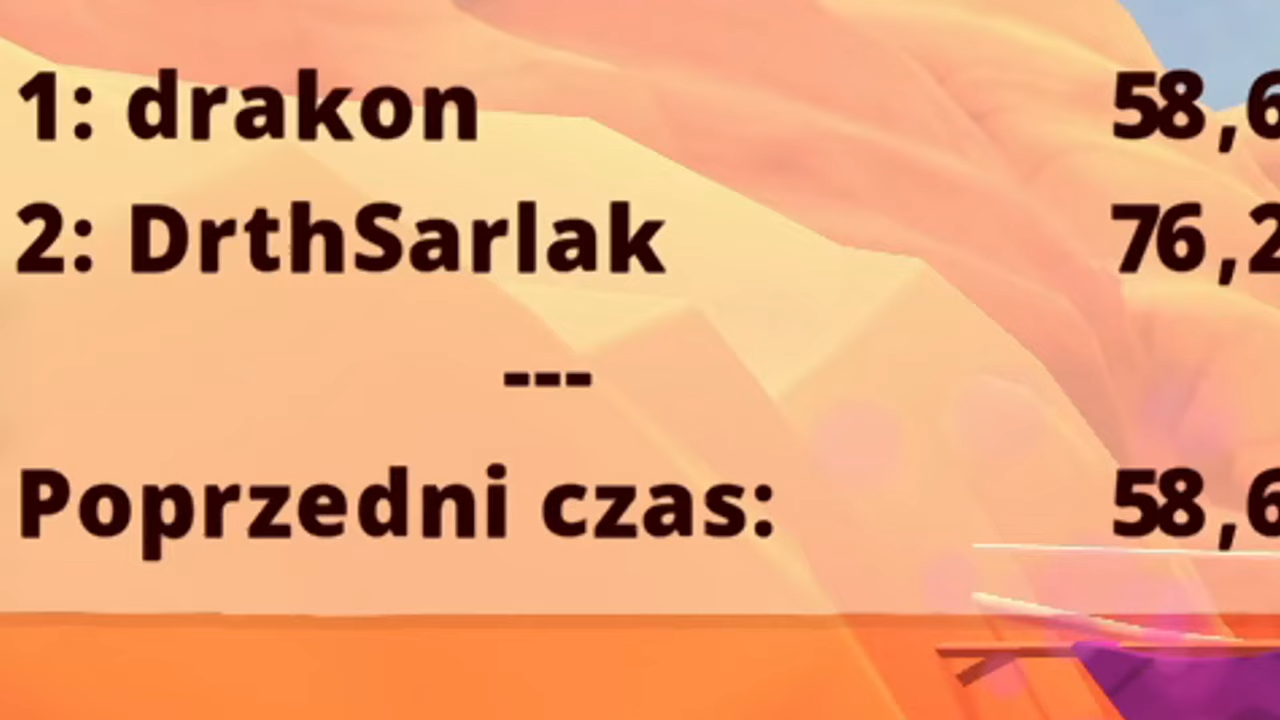 1: drakon 58,6
2: DrthSarlak 76,2
---
Poprzedni czas: 58,6